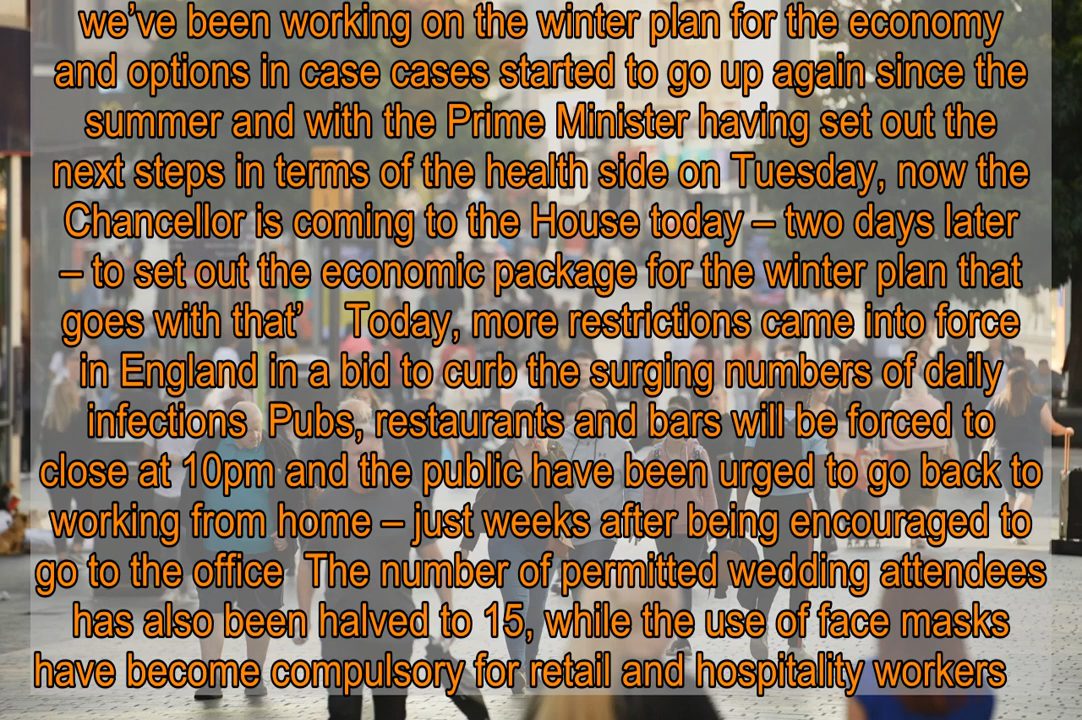 we’ve been working on the winter plan for the economy
and options in case cases started to go up again since the
summer and with the Prime Minister having set out the
next steps in terms of the health side on Tuesday, now the
Chancellor is coming to the House today – two days later
– to set out the economic package for the winter plan that
goes with that’ Today, more restrictions came into force
in England in a bid to curb the surging numbers of daily
infections Pubs, restaurants and bars will be forced to
close at 10pm and the public have been urged to go back to
working from home – just weeks after being encouraged to
go to the office The number of permitted wedding attendees
has also been halved to 15, while the use of face masks
have become compulsory for retail and hospitality workers